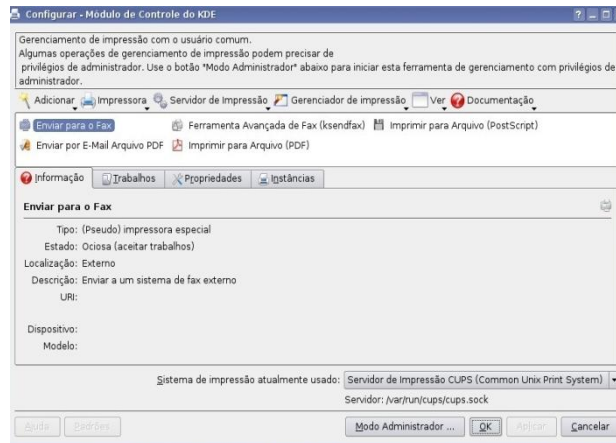 Configurar - Módulo de Controle do KDE
Gerenciamento de impressão com o usuário comum.
Algumas operações de gerenciamento de impressão podem precisar de
privilégios de administrador. Use o botão "Modo Administrador" abaixo para iniciar esta ferramenta de gerenciamento com privilégios de
administrador.
Adicionar Impressora Servidor de Impressão Gerenciador de impressão Ver Documentação
Enviar para o Fax Ferramenta Avançada de Fax (ksendfax) Imprimir para Arquivo (PostScript)
Enviar por E-Mail Arquivo PDF Imprimir para Arquivo (PDF)
Informação Trabalhos Propriedades Instâncias
Enviar para o Fax
Tipo: (Pseudo) impressora especial
Estado: Ociosa (aceitar trabalhos)
Localização: Externo
Descrição: Enviar a um sistema de fax externo
URI:
Dispositivo:
Modelo:
Sistema de impressão atualmente usado: Servidor de Impressão CUPS (Common Unix Print System)
Servidor: /var/run/cups/cups.sock
Ajuda Padrões Modo Administrador ... OK Aplicar Cancelar